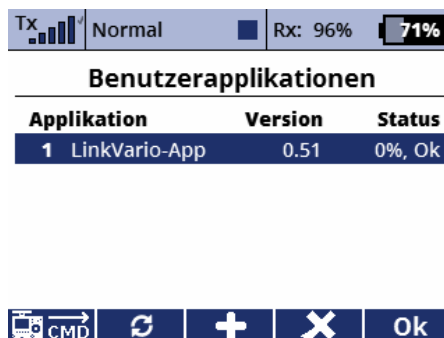 Tx Normal Rx: 96% 71%
Benutzerapplikationen
Applikation Version Status
1 LinkVario-App 0.51 0%, Ok
CMD Ok